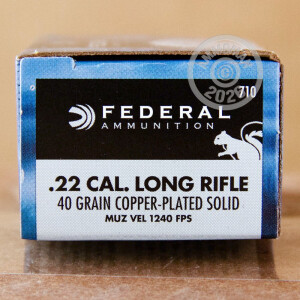 710
FEDERAL
AMMUNITION
.22 CAL. LONG RIFLE
40 GRAIN COPPER-PLATED SOLID
MUZ VEL 1240 FPS